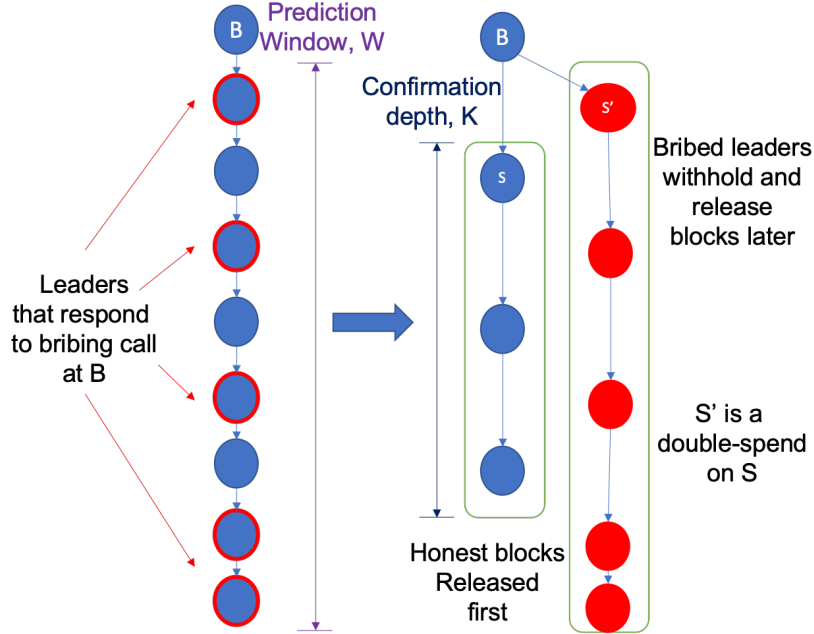 B
Prediction
Window, W
Leaders
that respond
to bribing call
at B
B
Confirmation
depth, K
S
S'
Bribed leaders
withhold and
release
blocks later
S' is a
double-spend
on S
Honest blocks
Released
first